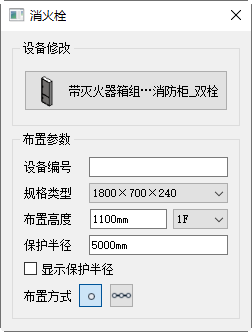 消火栓
设备修改
带灭火器箱组…消防柜_双栓
布置参数
设备编号
规格类型 1800×700×240
布置高度 1100mm 1F
保护半径 5000mm
显示保护半径
布置方式